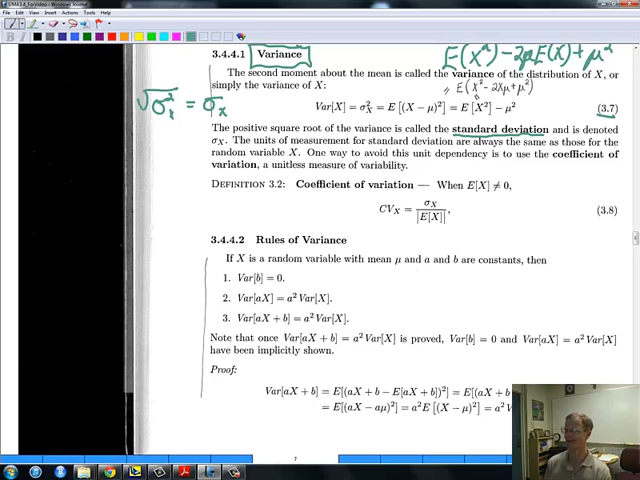 LIMA3.4_ForVideo - Windows Journal
File Edit View Insert Actions Tools Help
E(X²) − 2μE(X) + μ²
3.4.4.1 Variance
The second moment about the mean is called the variance of the distribution of X, or
simply the variance of X:
E(X² − 2Xμ + μ²)
√σ²ₓ = σₓ
Var[X] = σ²_X = E[(X − μ)²] = E[X²] − μ² (3.7)
The positive square root of the variance is called the standard deviation and is denoted
σ_X. The units of measurement for standard deviation are always the same as those for the
random variable X. One way to avoid this unit dependency is to use the coefficient of
variation, a unitless measure of variability.
DEFINITION 3.2: Coefficient of variation — When E[X] ≠ 0,
CV_X = σ_X / |E[X]|, (3.8)
3.4.4.2 Rules of Variance
If X is a random variable with mean μ and a and b are constants, then
1. Var[b] = 0.
2. Var[aX] = a² Var[X].
3. Var[aX + b] = a² Var[X].
Note that once Var[aX + b] = a² Var[X] is proved, Var[b] = 0 and Var[aX] = a² Var[X]
have been implicitly shown.
Proof:
Var[aX + b] = E[(aX + b − E[aX + b])²] = E[(aX + b
= E[(aX − aμ)²] = a²E[(X − μ)²] = a² V
7